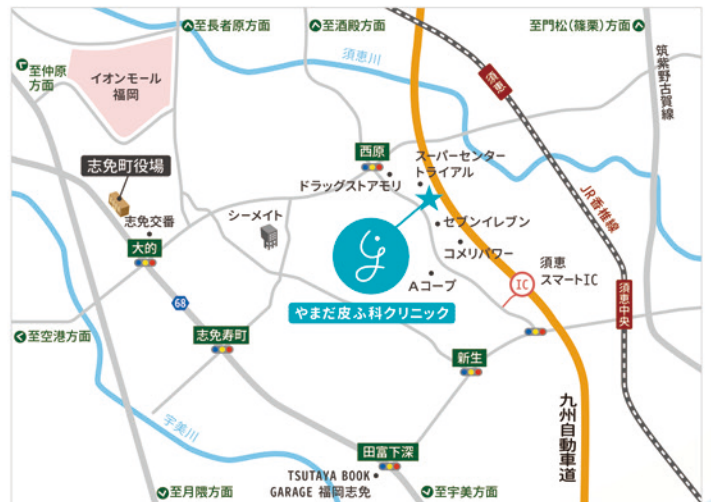 至長者原方面
至酒殿方面
至門松(篠栗)方面
至仲原
方面
イオンモール
福岡
須恵川
須恵
筑紫野古賀線
志免町役場
西原
スーパーセンター
トライアル
ドラッグストアモリ
JR香椎線
志免交番
シーメイト
セブンイレブン
大的
コメリパワー
須恵
スマートIC
IC
Aコープ
68
やまだ皮ふ科クリニック
須恵中央
至空港方面
志免寿町
新生
九州自動車道
宇美川
田富下深
TSUTAYA BOOK
GARAGE 福岡志免
至月隈方面
至宇美方面